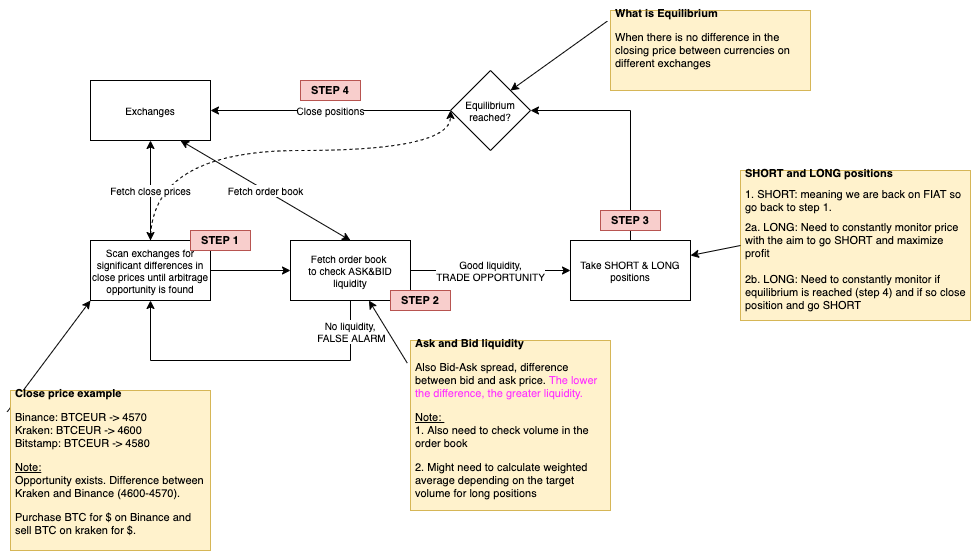 What is Equilibrium
When there is no difference in the
closing price between currencies on
different exchanges
STEP 4
Exchanges
Close positions
Equilibrium
reached?
Fetch close prices
Fetch order book
SHORT and LONG positions
1. SHORT: meaning we are back on FIAT so
go back to step 1.
2a. LONG: Need to constantly monitor price
with the aim to go SHORT and maximize
profit
2b. LONG: Need to constantly monitor if
equilibrium is reached (step 4) and if so close
position and go SHORT
STEP 3
STEP 1
Scan exchanges for
significant differences in
close prices until arbitrage
opportunity is found
Fetch order book
to check ASK&BID
liquidity
Good liquidity,
TRADE OPPORTUNITY
Take SHORT & LONG
positions
STEP 2
No liquidity,
FALSE ALARM
Ask and Bid liquidity
Also Bid-Ask spread, difference
between bid and ask price. The lower
the difference, the greater liquidity.
Note:
1. Also need to check volume in the
order book
2. Might need to calculate weighted
average depending on the target
volume for long positions
Close price example
Binance: BTCEUR -> 4570
Kraken: BTCEUR -> 4600
Bitstamp: BTCEUR -> 4580
Note:
Opportunity exists. Difference between
Kraken and Binance (4600-4570).
Purchase BTC for $ on Binance and
sell BTC on kraken for $.